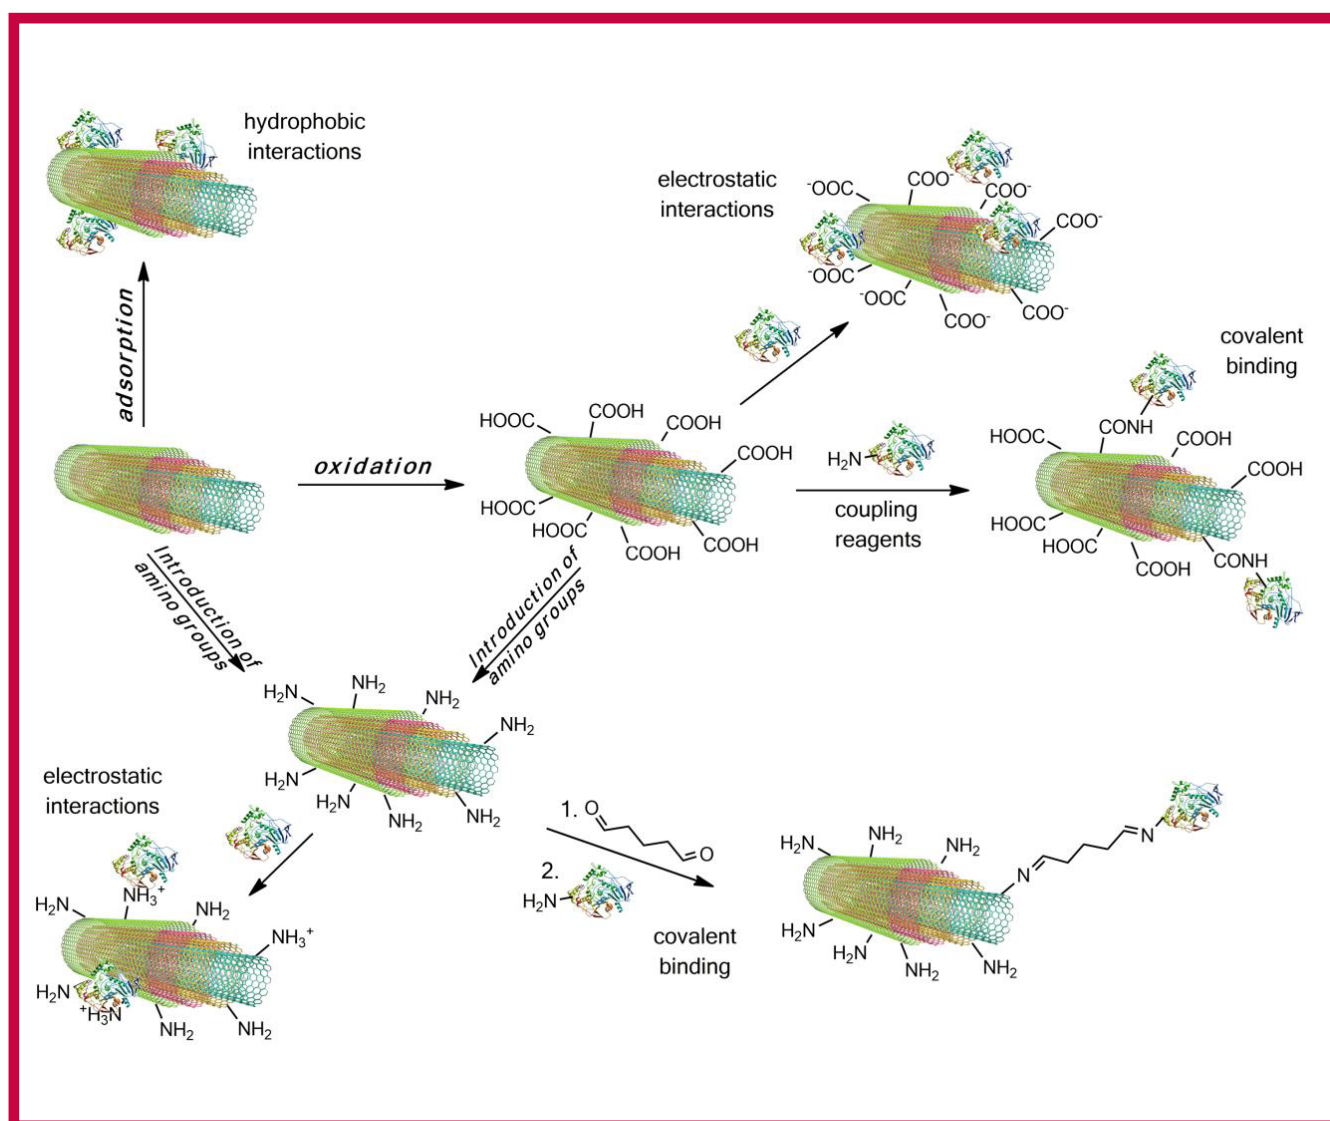 hydrophobic
interactions
adsorption
oxidation
Introduction of
amino groups
HOOC
COOH
COOH
COOH
HOOC
HOOC
COOH
COOH
Introduction of
amino groups
electrostatic
interactions
⁻OOC
COO⁻
COO⁻
COO⁻
⁻OOC
⁻OOC
COO⁻
COO⁻
H₂N
coupling
reagents
covalent
binding
HOOC
CONH
COOH
COOH
HOOC
HOOC
COOH
CONH
H₂N
NH₂
NH₂
NH₂
H₂N
H₂N
NH₂
NH₂
electrostatic
interactions
H₂N
NH₃⁺
NH₂
NH₃⁺
H₂N
⁺H₃N
NH₂
NH₂
1. O
O
2.
H₂N
covalent
binding
H₂N
NH₂
NH₂
N
N
H₂N
H₂N
NH₂
NH₂